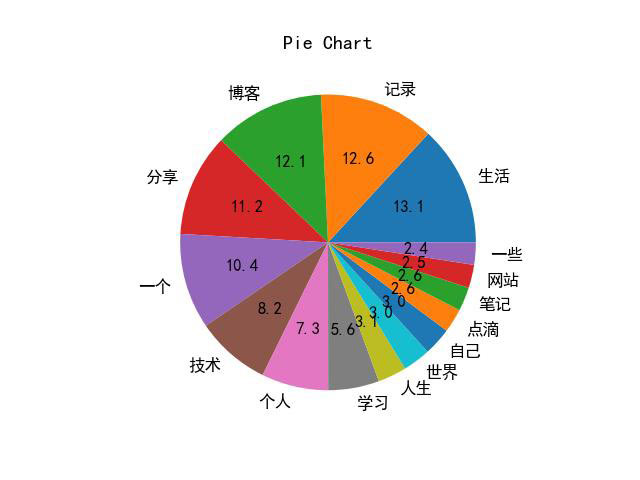 Pie Chart
生活
13.1
记录
12.6
博客
12.1
分享
11.2
一个
10.4
技术
8.2
个人
7.3
学习
5.6
人生
3.1
世界
3.0
自己
3.0
点滴
2.6
笔记
2.6
网站
2.5
一些
2.4